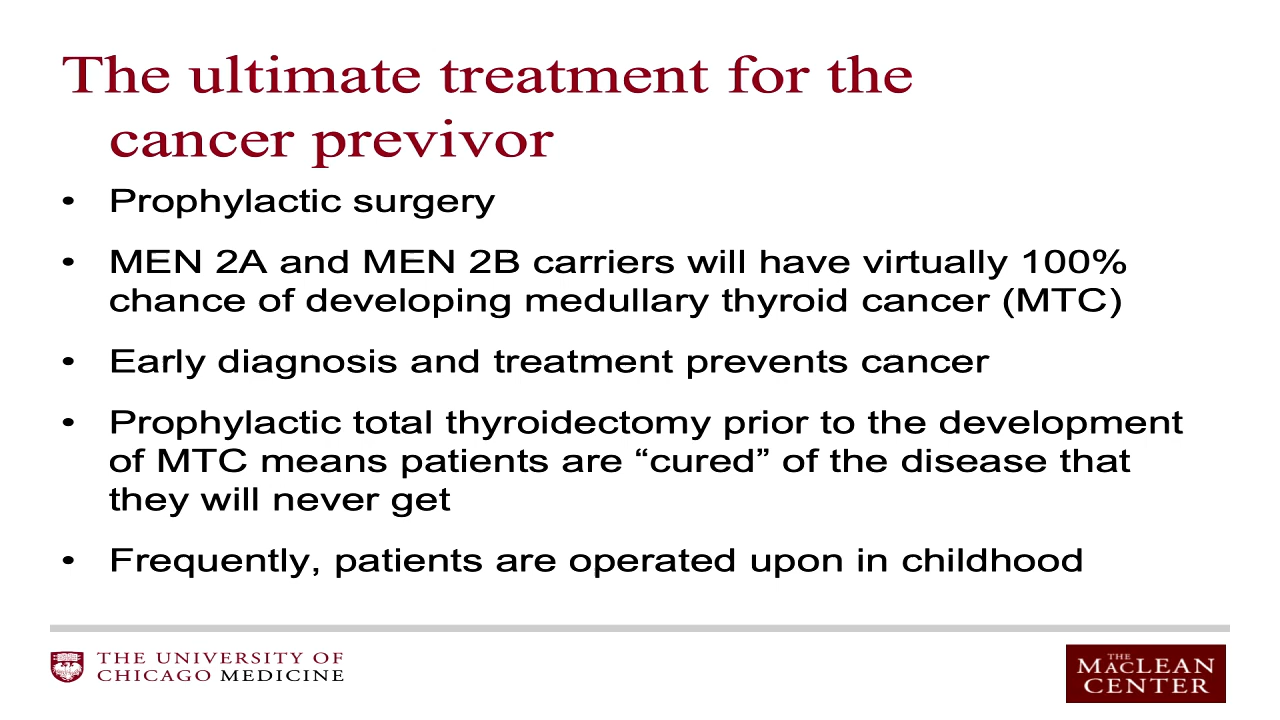 The ultimate treatment for the
cancer previvor
• Prophylactic surgery
• MEN 2A and MEN 2B carriers will have virtually 100%
chance of developing medullary thyroid cancer (MTC)
• Early diagnosis and treatment prevents cancer
• Prophylactic total thyroidectomy prior to the development
of MTC means patients are “cured” of the disease that
they will never get
• Frequently, patients are operated upon in childhood
THE UNIVERSITY OF
CHICAGO MEDICINE
THE
MACLEAN
CENTER